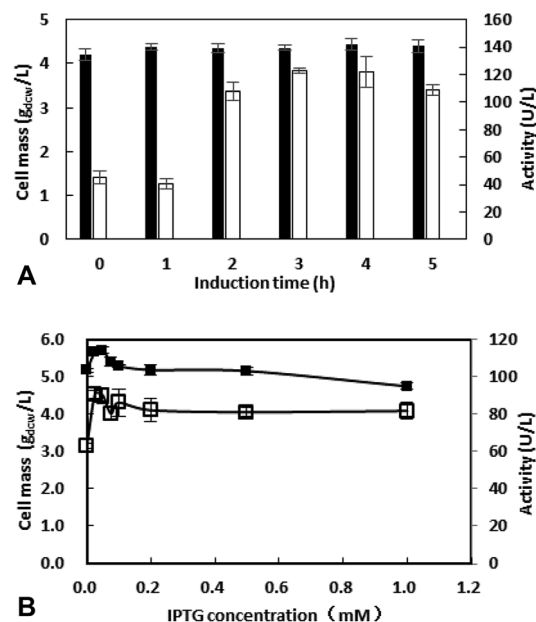 Cell mass (gdcw/L)
5
4
3
2
1
0
160
140
120
100
80
60
40
20
0
Activity (U/L)
0 1 2 3 4 5
Induction time (h)
A
Cell mass (gdcw/L)
6.0
5.0
4.0
3.0
2.0
1.0
0.0
120
100
80
60
40
20
0
Activity (U/L)
0.0 0.2 0.4 0.6 0.8 1.0 1.2
IPTG concentration（mM）
B